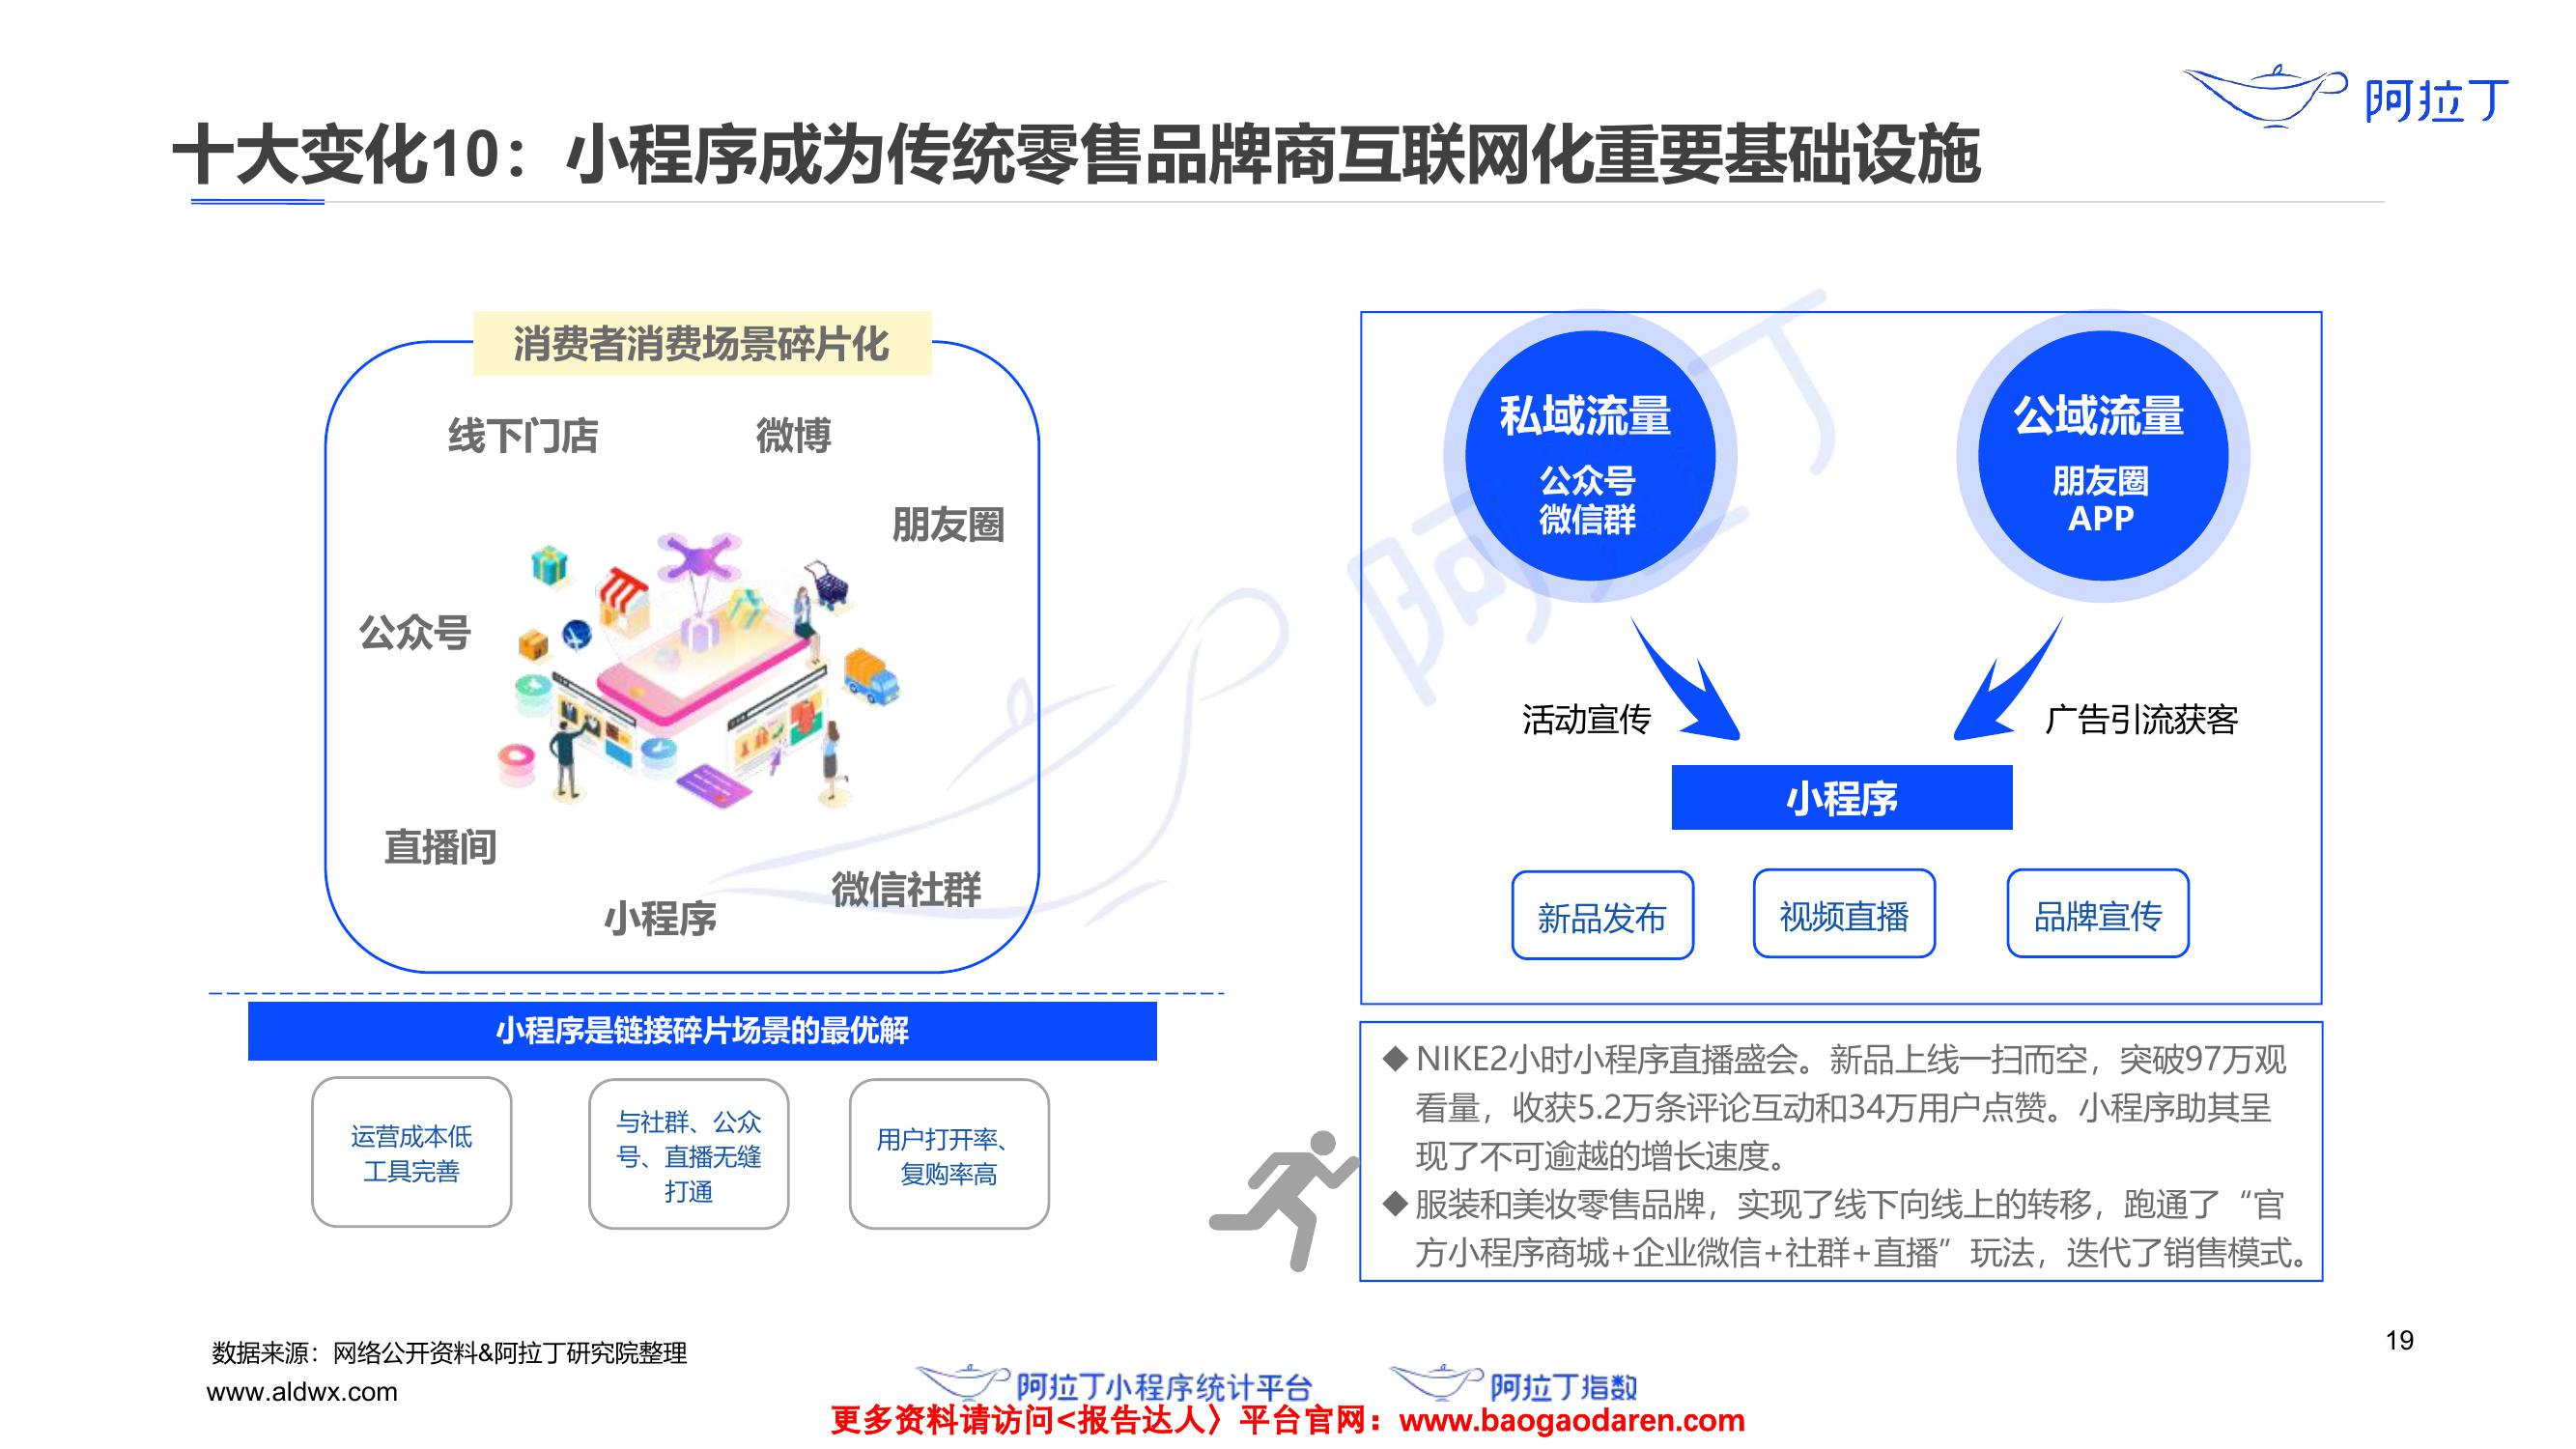 阿拉丁
十大变化10：小程序成为传统零售品牌商互联网化重要基础设施
消费者消费场景碎片化
线下门店
微博
朋友圈
公众号
直播间
微信社群
小程序
小程序是链接碎片场景的最优解
运营成本低
工具完善
与社群、公众
号、直播无缝
打通
用户打开率、
复购率高
私域流量
公众号
微信群
公域流量
朋友圈
APP
活动宣传
广告引流获客
小程序
新品发布
视频直播
品牌宣传
◆NIKE2小时小程序直播盛会。新品上线一扫而空，突破97万观
看量，收获5.2万条评论互动和34万用户点赞。小程序助其呈
现了不可逾越的增长速度。
◆服装和美妆零售品牌，实现了线下向线上的转移，跑通了“官
方小程序商城+企业微信+社群+直播”玩法，迭代了销售模式。
阿拉丁
数据来源：网络公开资料&阿拉丁研究院整理
www.aldwx.com
阿拉丁小程序统计平台
阿拉丁指数
19
更多资料请访问<报告达人〉平台官网：www.baogaodaren.com